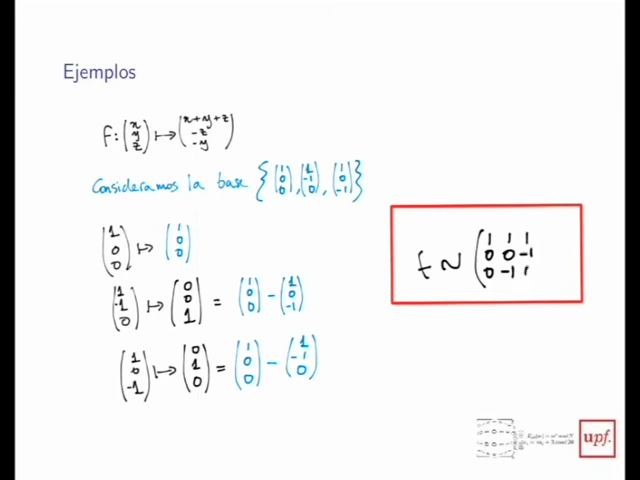 Ejemplos
f: (x y z) ↦ (x+y+z -z -y)
Consideramos la base {(1 0 0), (1 -1 0), (1 0 -1)}
(1 0 0) ↦ (1 0 0)
(1 -1 0) ↦ (0 0 1) = (1 0 0) - (1 0 -1)
(1 0 -1) ↦ (0 1 0) = (1 0 0) - (1 -1 0)
f ~ (1 1 1
0 0 -1
0 -1
upf.